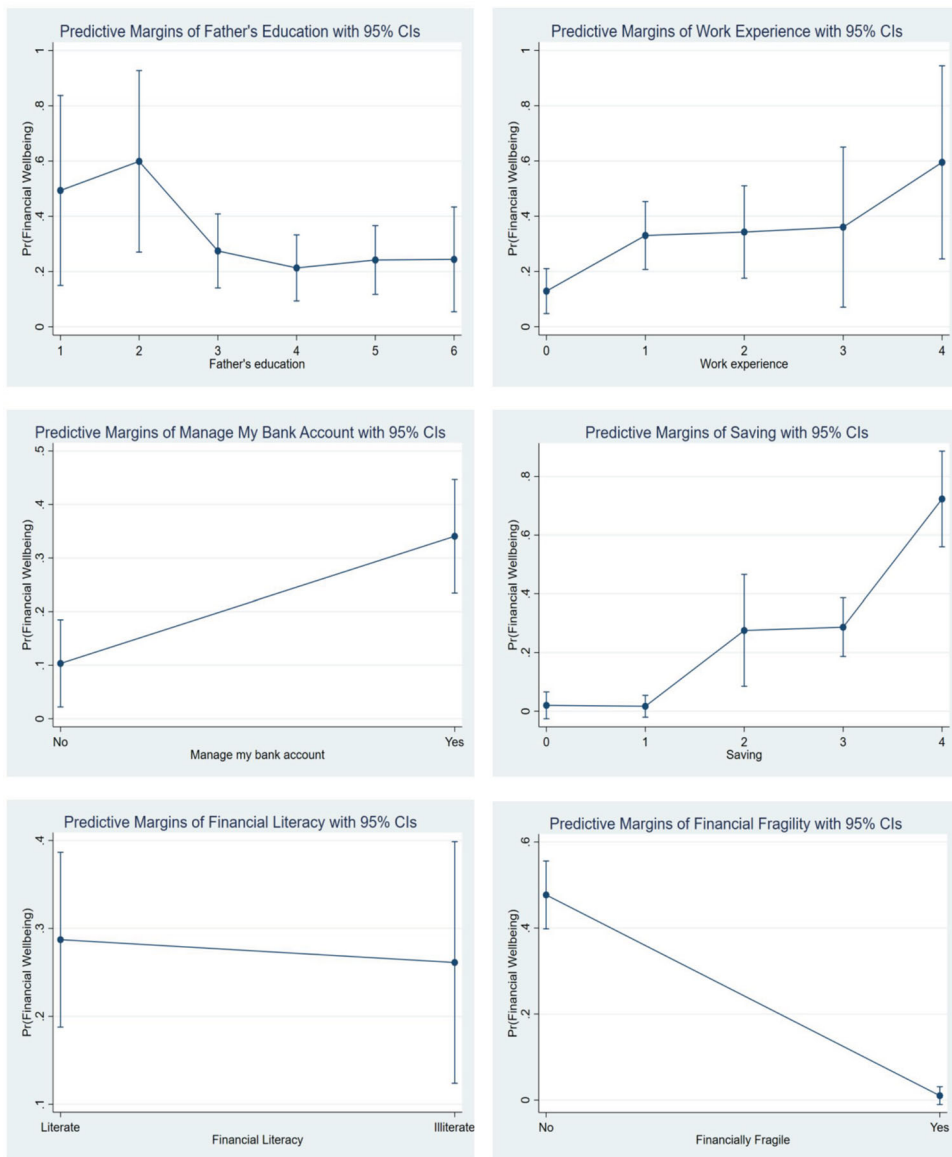 Predictive Margins of Father's Education with 95% CIs
Pr(Financial Wellbeing)
1
.8
.6
.4
.2
0
1 2 3 4 5 6
Father's education
Predictive Margins of Work Experience with 95% CIs
Pr(Financial Wellbeing)
1
.8
.6
.4
.2
0
0 1 2 3 4
Work experience
Predictive Margins of Manage My Bank Account with 95% CIs
Pr(Financial Wellbeing)
.5
.4
.3
.2
.1
0
No Yes
Manage my bank account
Predictive Margins of Saving with 95% CIs
Pr(Financial Wellbeing)
.8
.6
.4
.2
0
0 1 2 3 4
Saving
Predictive Margins of Financial Literacy with 95% CIs
Pr(Financial Wellbeing)
.4
.3
.2
.1
Literate Illiterate
Financial Literacy
Predictive Margins of Financial Fragility with 95% CIs
Pr(Financial Wellbeing)
.6
.4
.2
0
No Yes
Financially Fragile